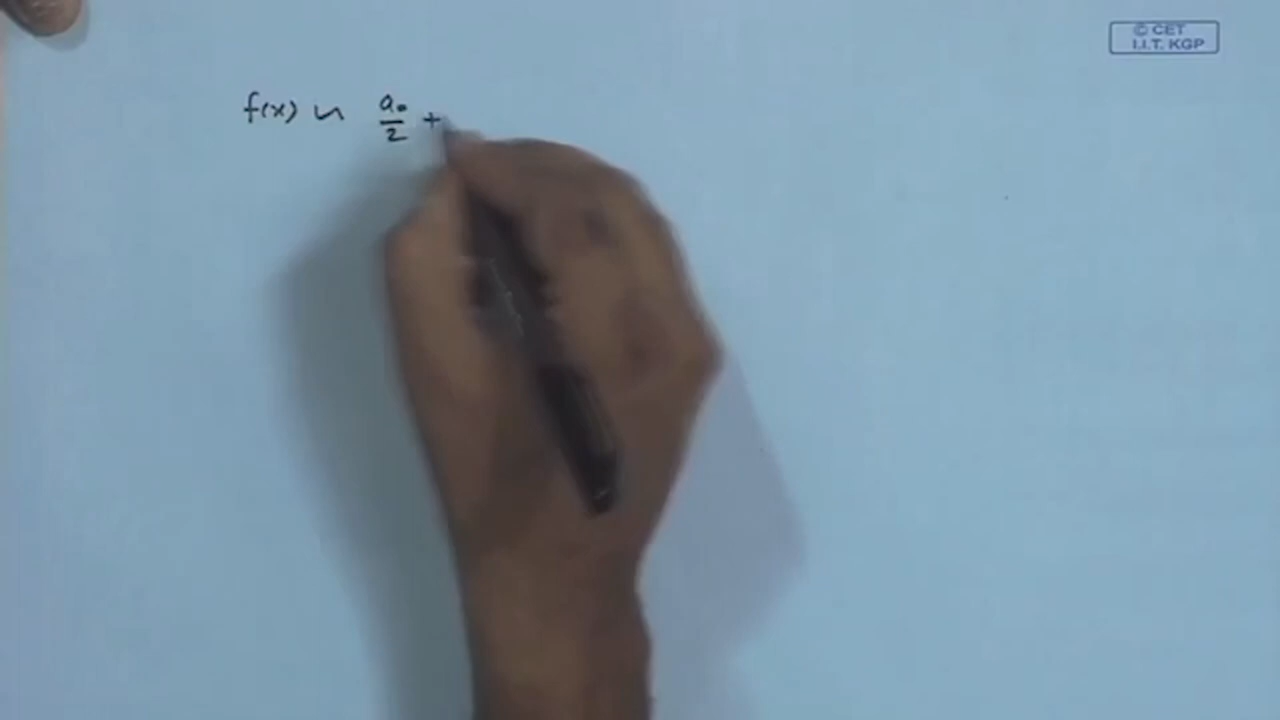 © CET
I.I.T. KGP
f(x) ~ a₀/2 +